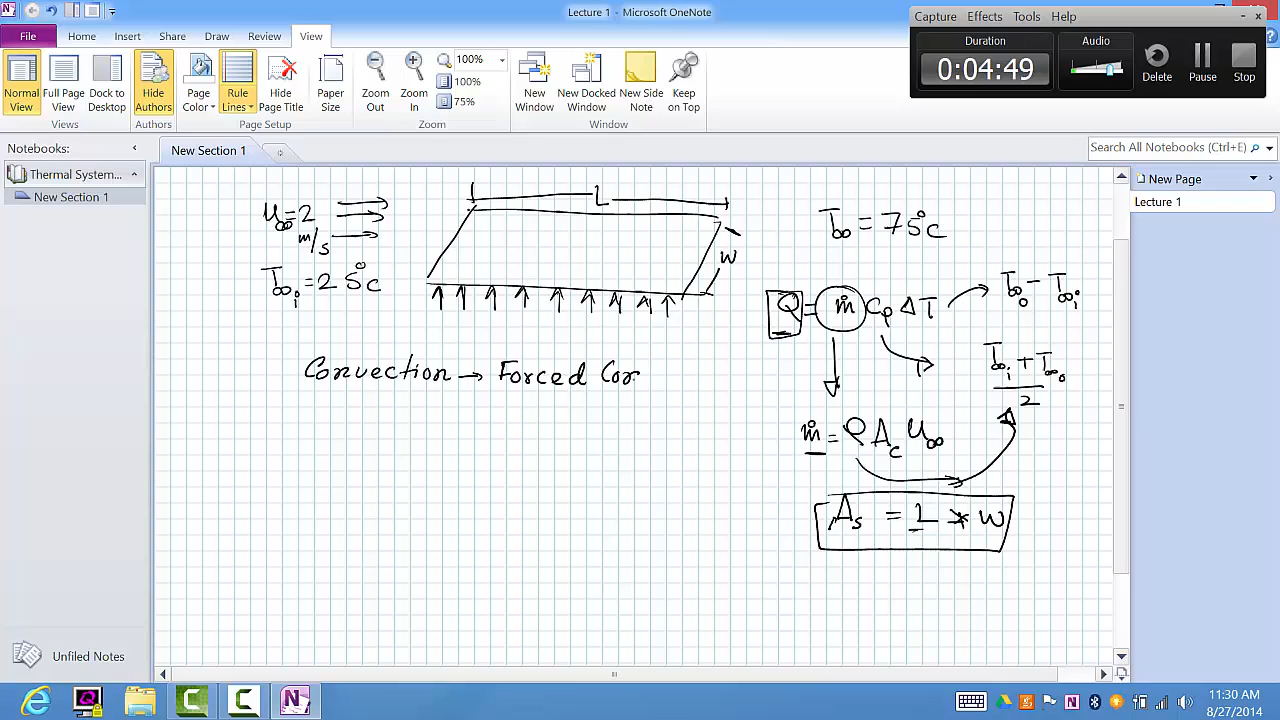 Lecture 1 - Microsoft OneNote
File Home Insert Share Draw Review View
Normal View
Full Page View
Dock to Desktop
Hide Authors
Page Color
Rule Lines
Hide Page Title
Paper Size
Zoom Out
Zoom In
100%
100%
75%
New Window
New Docked Window
New Side Note
Keep on Top
Views Authors Page Setup Zoom Window
Capture Effects Tools Help
Duration Audio
0:04:49
Delete Pause Stop
Notebooks:
New Section 1
Search All Notebooks (Ctrl+E)
Thermal System...
New Section 1
New Page
Lecture 1
L
U∞=2
m/s
T∞i=25°C
w
T∞ = 75°C
Q = ṁ Cp ΔT
T∞o - T∞i
T∞i + T∞o
2
ṁ = ρ Ac U∞
As = L * w
Convection → Forced Con
Unfiled Notes
11:30 AM
8/27/2014